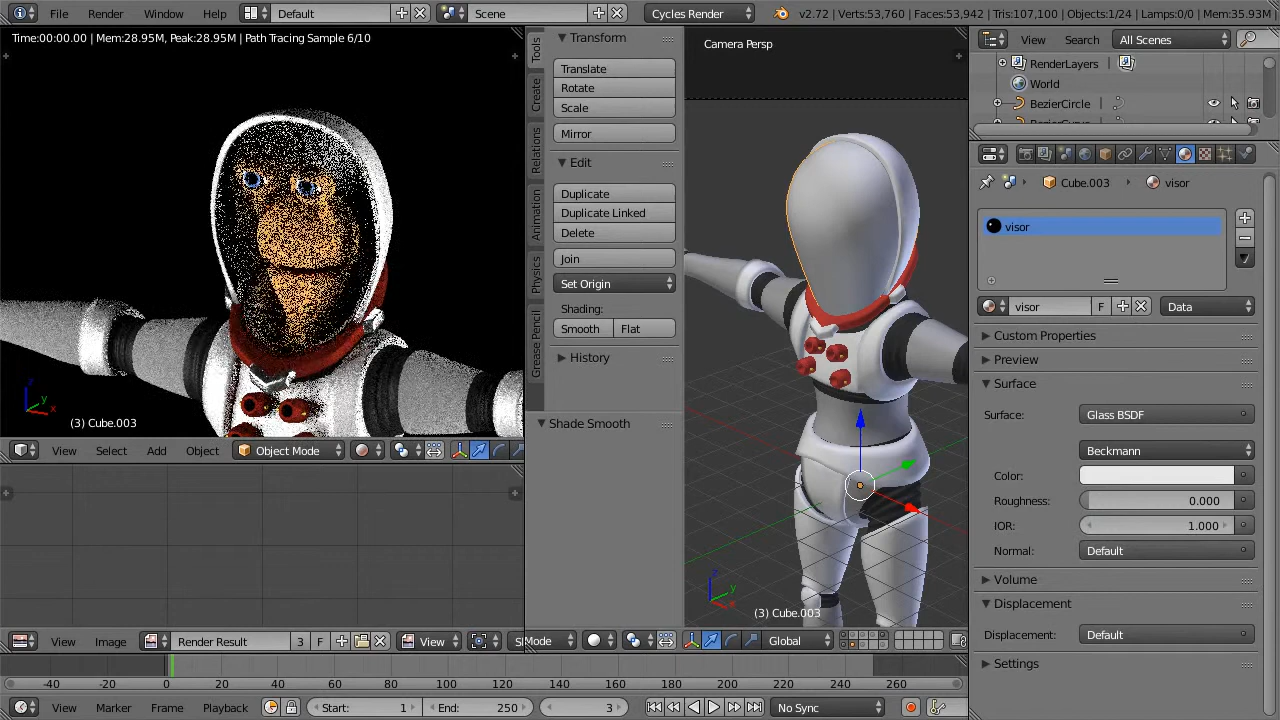 File Render Window Help Default Scene Cycles Render v2.72 | Verts:53,760 | Faces:53,942 | Tris:107,100 | Objects:1/24 | Lamps:0/0 | Mem:35.93M
Time:00:00.00 | Mem:28.95M, Peak:28.95M | Path Tracing Sample 6/10
(3) Cube.003
View Select Add Object Object Mode
View Image Render Result 3 F View
Tools
Create
Relations
Animation
Physics
Grease Pencil
Transform
Translate
Rotate
Scale
Mirror
Edit
Duplicate
Duplicate Linked
Delete
Join
Set Origin
Shading:
Smooth Flat
History
Shade Smooth
Camera Persp
(3) Cube.003
Mode Global
View Search All Scenes
RenderLayers
World
BezierCircle
Cube.003 visor
visor
visor F Data
Custom Properties
Preview
Surface
Surface: Glass BSDF
Beckmann
Color:
Roughness: 0.000
IOR: 1.000
Normal: Default
Volume
Displacement
Displacement: Default
Settings
-40 -20 0 20 40 60 80 100 120 140 160 180 200 220 240 260
View Marker Frame Playback Start: 1 End: 250 3 No Sync